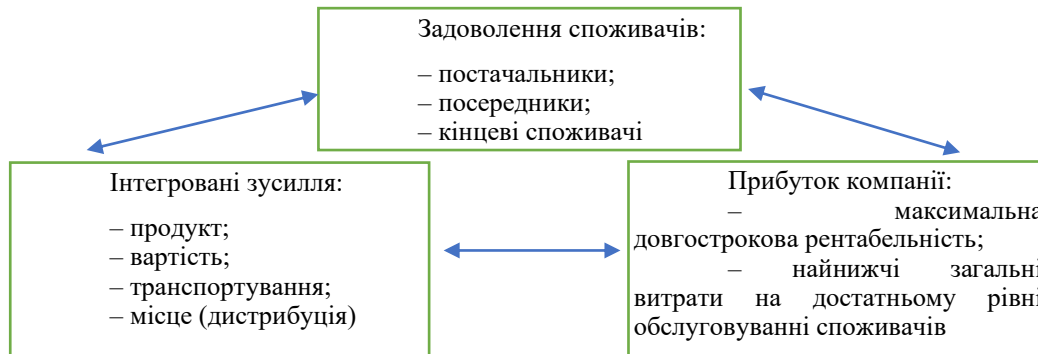 Задоволення споживачів:
– постачальники;
– посередники;
– кінцеві споживачі
Інтегровані зусилля:
– продукт;
– вартість;
– транспортування;
– місце (дистрибуція)
Прибуток компанії:
– максимальна
довгострокова рентабельність;
– найнижчі загальні
витрати на достатньому рівні
обслуговуванні споживачів